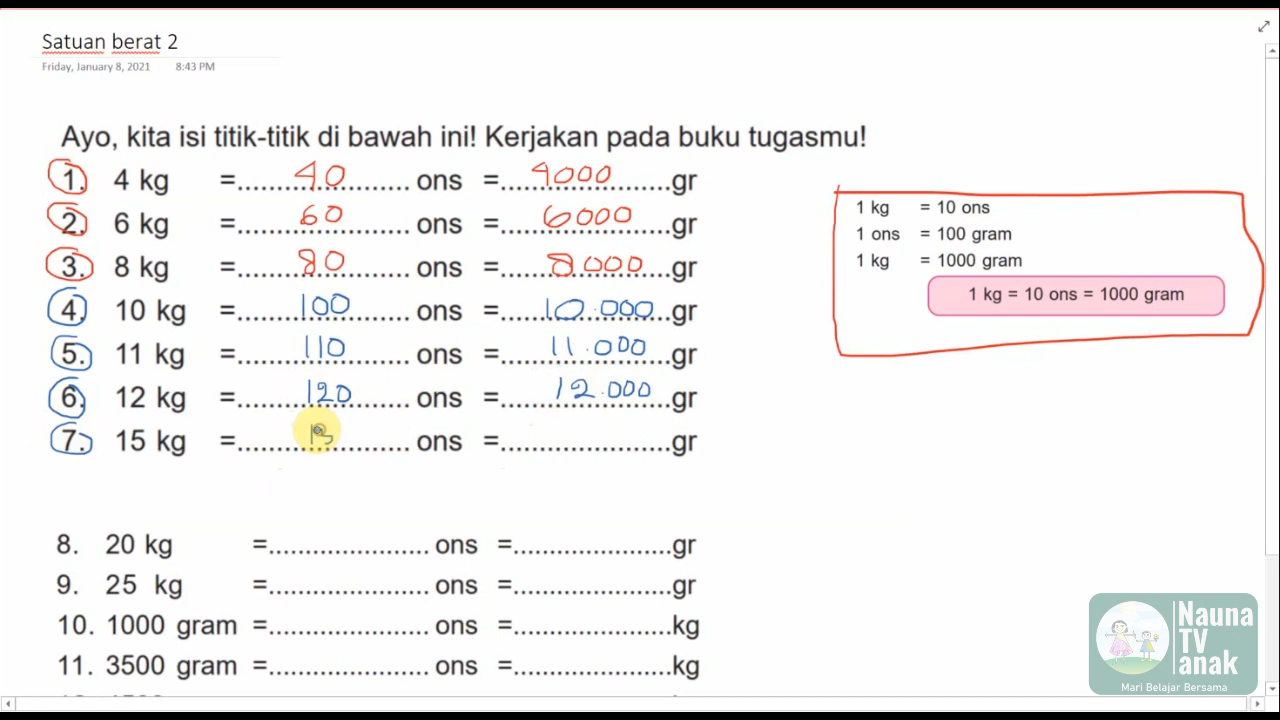 Satuan berat 2
Friday, January 8, 2021 8:43 PM
Ayo, kita isi titik-titik di bawah ini! Kerjakan pada buku tugasmu!
1. 4 kg =.......40.......... ons =.......4000..........gr
2. 6 kg =.......60.......... ons =.......6000..........gr
3. 8 kg =.......80.......... ons =.......8000..........gr
4. 10 kg =.......100.......... ons =.......10.000..........gr
5. 11 kg =.......110.......... ons =.......11.000..........gr
6. 12 kg =.......120.......... ons =.......12.000..........gr
7. 15 kg =....................... ons =.......................gr
8. 20 kg =...................... ons =......................gr
9. 25 kg =...................... ons =......................gr
10. 1000 gram =...................... ons =......................kg
11. 3500 gram =...................... ons =......................kg
1 kg = 10 ons
1 ons = 100 gram
1 kg = 1000 gram
1 kg = 10 ons = 1000 gram
Nauna
TV
anak
Mari Belajar Bersama